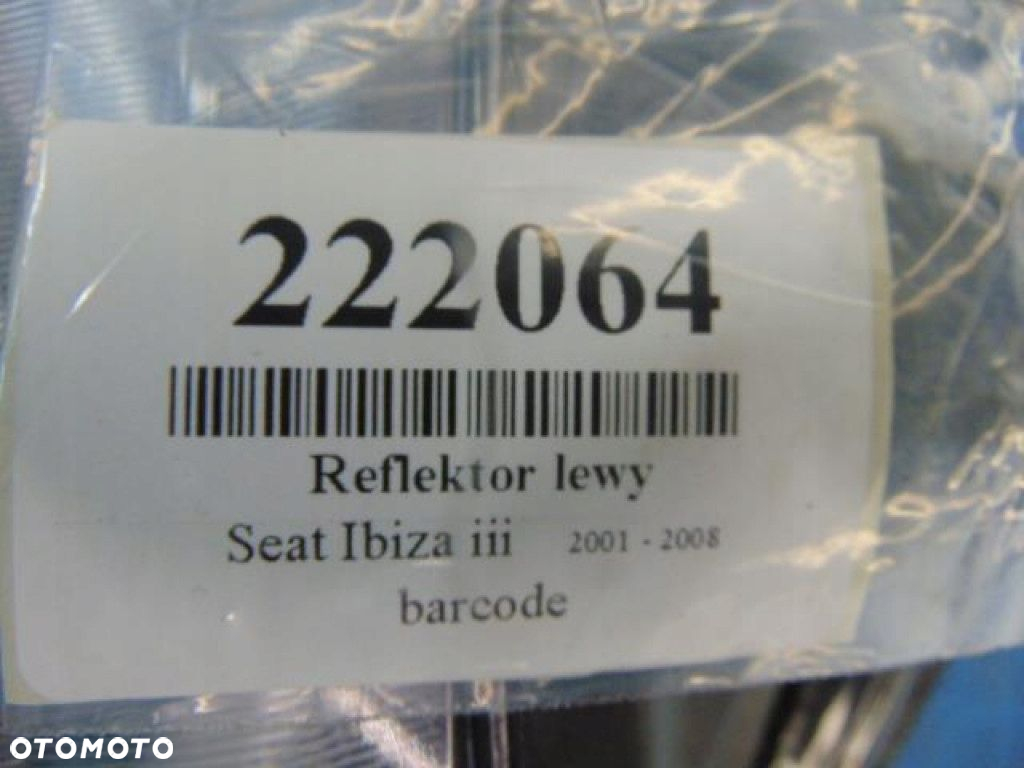 222064
Reflektor lewy
Seat Ibiza iii 2001 - 2008
barcode
OTOMOTO